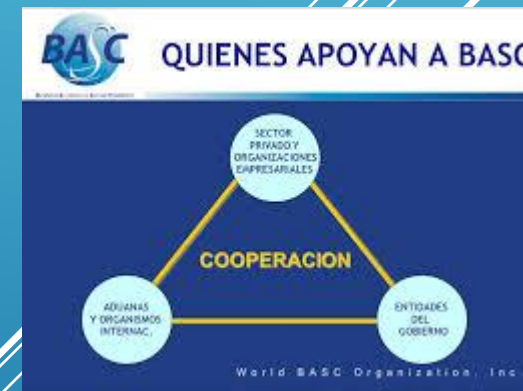 BASC
QUIENES APOYAN A BASC
SECTOR
PRIVADO Y
ORGANIZACIONES
EMPRESARIALES
COOPERACION
ADUANAS
Y ORGANISMOS
INTERNAC.
ENTIDADES
DEL
GOBIERNO
World BASC Organization, Inc